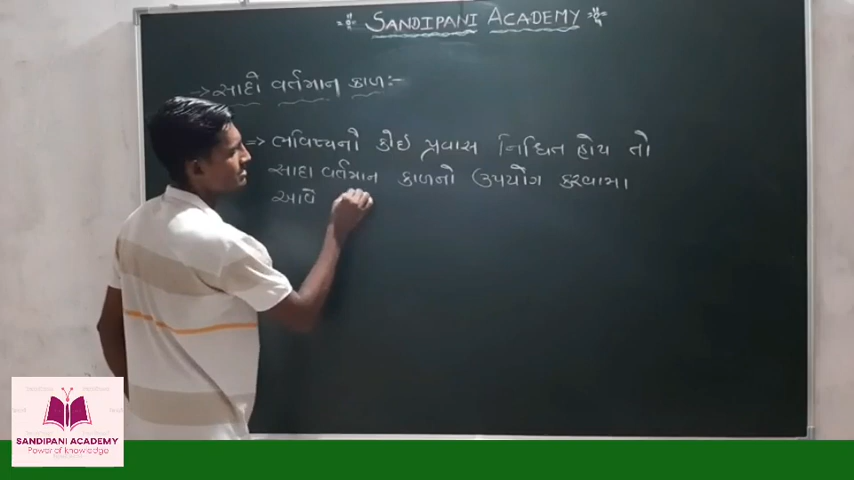 SANDIPANI ACADEMY
→ સાદો વર્તમાન કાળ:-
⇒ ભવિષ્યનો કોઈ પ્રવાસ નિશ્ચિત હોય તો
સાદા વર્તમાન કાળનો ઉપયોગ કરવામા
આવે
SANDIPANI ACADEMY
Power of knowledge